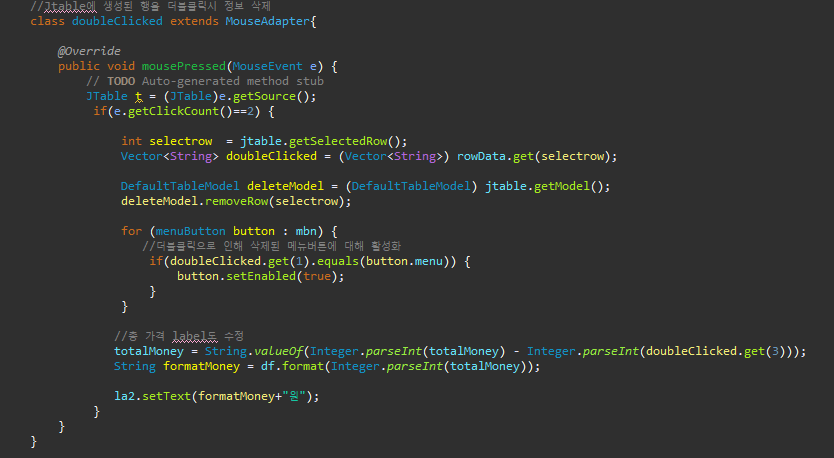 //Jtable에 생성된 행을 더블클릭시 정보 삭제
class doubleClicked extends MouseAdapter{
@Override
public void mousePressed(MouseEvent e) {
// TODO Auto-generated method stub
JTable t = (JTable)e.getSource();
if(e.getClickCount()==2) {
int selectrow  = jtable.getSelectedRow();
Vector<String> doubleClicked = (Vector<String>) rowData.get(selectrow);
DefaultTableModel deleteModel = (DefaultTableModel) jtable.getModel();
deleteModel.removeRow(selectrow);
for (menuButton button : mbn) {
//더블클릭으로 인해 삭제된 메뉴버튼에 대해 활성화
if(doubleClicked.get(1).equals(button.menu)) {
button.setEnabled(true);
}
}
//총 가격 label도 수정
totalMoney = String.valueOf(Integer.parseInt(totalMoney) - Integer.parseInt(doubleClicked.get(3)));
String formatMoney = df.format(Integer.parseInt(totalMoney));
la2.setText(formatMoney+"원");
}
}
}